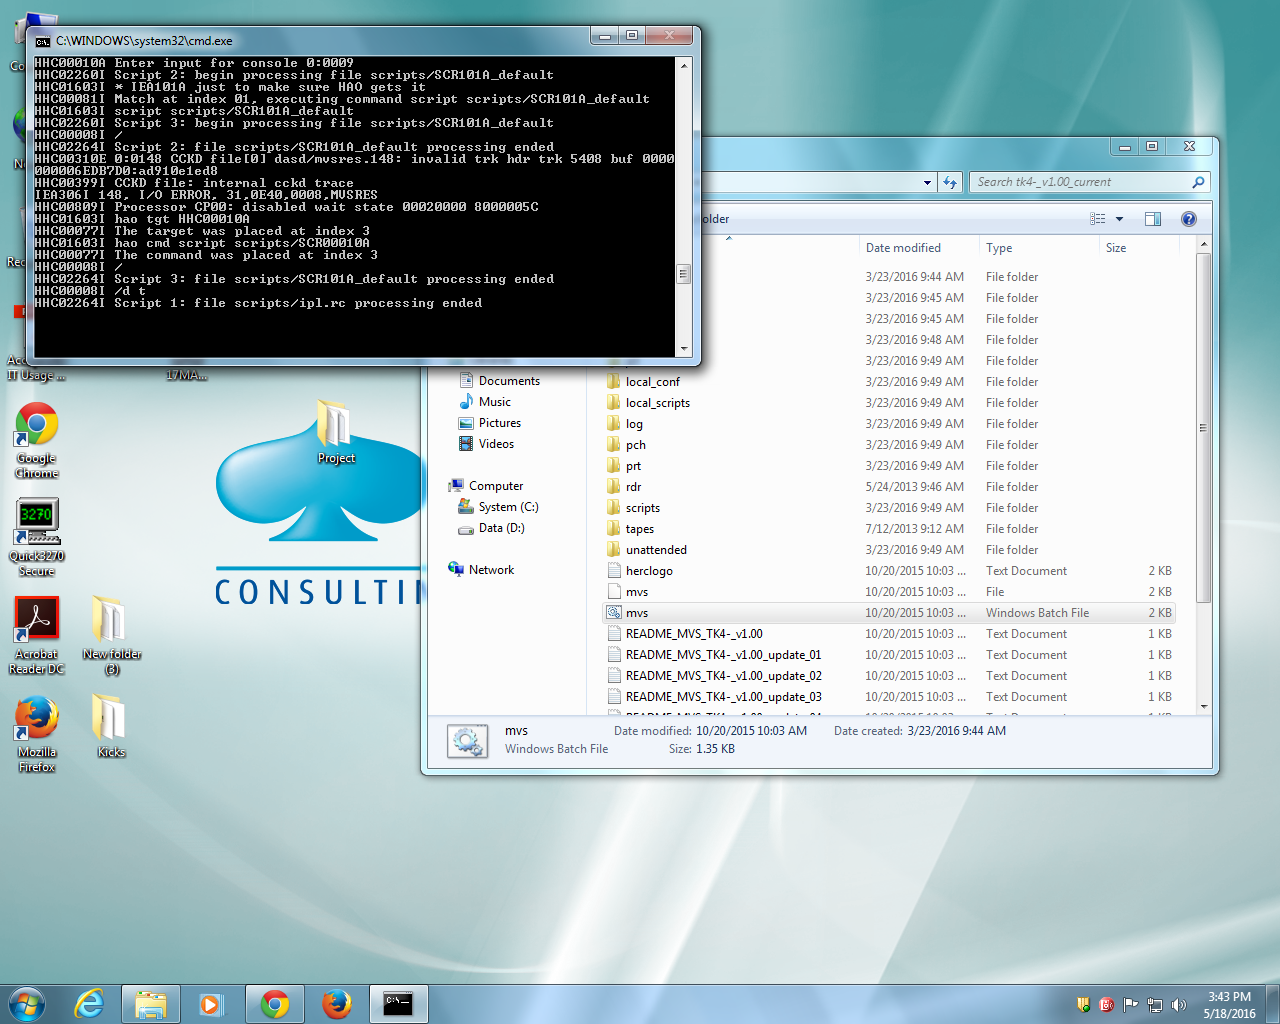 C:\WINDOWS\system32\cmd.exe
HHC00010A Enter input for console 0:0009
HHC02260I Script 2: begin processing file scripts/SCR101A_default
HHC01603I * IEA101A just to make sure HAO gets it
HHC00081I Match at index 01, executing command script scripts/SCR101A_default
HHC01603I script scripts/SCR101A_default
HHC02260I Script 3: begin processing file scripts/SCR101A_default
HHC00008I /
HHC02264I Script 2: file scripts/SCR101A_default processing ended
HHC00310E 0:0148 CCKD file[0] dasd/mvsres.148: invalid trk hdr trk 5408 buf 0000
000006EDB7D0:ad910e1ed8
HHC00399I CCKD file: internal cckd trace
IEA306I 148, I/O ERROR, 31,0E40,0008,MVSRES
HHC00809I Processor CP00: disabled wait state 00020000 8000005C
HHC01603I hao tgt HHC00010A
HHC00077I The target was placed at index 3
HHC01603I hao cmd script scripts/SCR00010A
HHC00077I The command was placed at index 3
HHC00008I /
HHC02264I Script 3: file scripts/SCR101A_default processing ended
HHC00008I /d t
HHC02264I Script 1: file scripts/ipl.rc processing ended
Search tk4-_v1.00_current
older
Date modified Type Size
3/23/2016 9:44 AM File folder
3/23/2016 9:45 AM File folder
3/23/2016 9:45 AM File folder
3/23/2016 9:48 AM File folder
3/23/2016 9:49 AM File folder
local_conf 3/23/2016 9:49 AM File folder
local_scripts 3/23/2016 9:49 AM File folder
log 3/23/2016 9:49 AM File folder
pch 3/23/2016 9:49 AM File folder
prt 3/23/2016 9:49 AM File folder
rdr 5/24/2013 9:46 AM File folder
scripts 3/23/2016 9:49 AM File folder
tapes 7/12/2013 9:12 AM File folder
unattended 3/23/2016 9:49 AM File folder
herclogo 10/20/2015 10:03 ... Text Document 2 KB
mvs 10/20/2015 10:03 ... File 2 KB
mvs 10/20/2015 10:03 ... Windows Batch File 2 KB
README_MVS_TK4-_v1.00 10/20/2015 10:03 ... Text Document 1 KB
README_MVS_TK4-_v1.00_update_01 10/20/2015 10:03 ... Text Document 1 KB
README_MVS_TK4-_v1.00_update_02 10/20/2015 10:03 ... Text Document 1 KB
README_MVS_TK4-_v1.00_update_03 10/20/2015 10:03 ... Text Document 1 KB
Documents
Music
Pictures
Videos
Computer
System (C:)
Data (D:)
Network
mvs Date modified: 10/20/2015 10:03 AM Date created: 3/23/2016 9:44 AM
Windows Batch File Size: 1.35 KB
IT Usage ...
17MA...
Project
Google
Chrome
3270
Quick3270
Secure
CONSULTIN
Acrobat
Reader DC
New folder
(3)
Mozilla
Firefox
Kicks
3:43 PM
5/18/2016